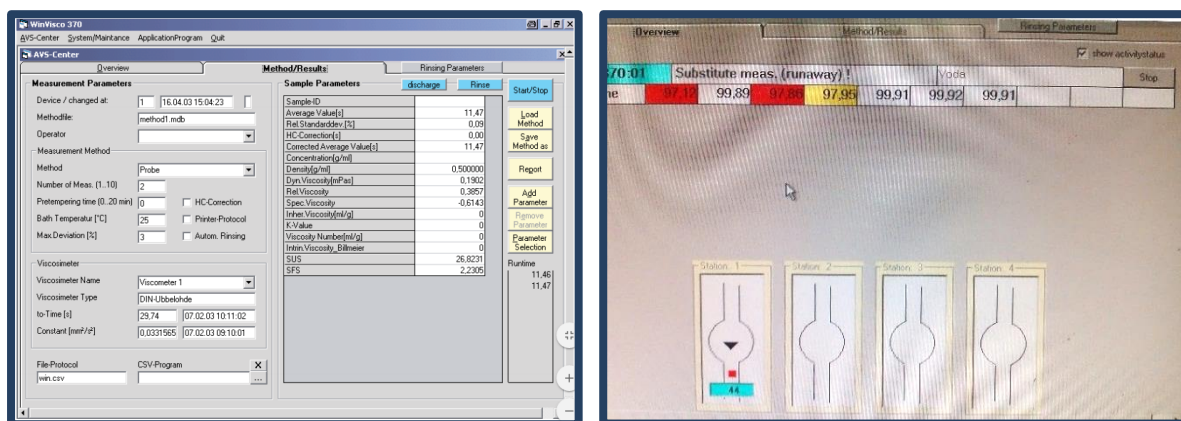 WinVisco 370
AVS-Center System/Maintance ApplicationProgram Quit
AVS-Center
Overview Method/Results Rinsing Parameters
Measurement Parameters
Device / changed at: 1 16.04.03 15:04:23
Methodfile: method1.mdb
Operator
Measurement Method
Method Probe
Number of Meas. (1..10) 2
Pretempering time (0..20 min) 0 HC-Correction
Bath Temperatur [°C] 25 Printer-Protocol
Max.Deviation [%] 3 Autom. Rinsing
Viscosimeter
Viscosimeter Name Viscometer 1
Viscosimeter Type DIN-Ubbelohde
to-Time [s] 29,74 07.02.03 10:11:02
Constant [mm²/s²] 0,0331565 07.02.03 09:10:01
File-Protocol CSV-Program X
win.csv ...
Sample Parameters discharge Rinse
Sample-ID
Average Value[s] 11,47
Rel.Standarddev.[%] 0,09
HC-Correction[s] 0,00
Corrected Average Value[s] 11,47
Concentration[g/ml]
Density[g/ml] 0,500000
Dyn.Viscosity[mPas] 0,1902
Rel.Viscosity 0,3857
Spec.Viscosity -0,6143
Inher.Viscosity[ml/g] 0
K-Value 0
Viscosity Number[ml/g] 0
Intrin.Viscosity_Billmeier 0
SUS 26,8231
SFS 2,2305
Start/Stop
Load
Method
Save
Method as
Report
Add
Parameter
Remove
Parameter
Parameter
Selection
Runtime
11,46
11,47
Overview Method/Results Rinsing Parameters
show activitystatus
370:01 Substitute meas. (runaway) ! Voda Stop
ne 97,12 99,89 97,86 97,95 99,91 99,92 99,91
Station: 1 Station: 2 Station: 3 Station: 4
44